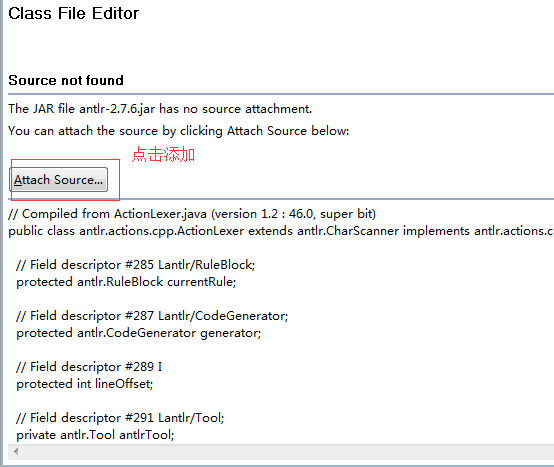 Class File Editor
Source not found
The JAR file antlr-2.7.6.jar has no source attachment.
You can attach the source by clicking Attach Source below:
点击添加
Attach Source...
// Compiled from ActionLexer.java (version 1.2 : 46.0, super bit)
public class antlr.actions.cpp.ActionLexer extends antlr.CharScanner implements antlr.actions.c
// Field descriptor #285 Lantlr/RuleBlock;
protected antlr.RuleBlock currentRule;
// Field descriptor #287 Lantlr/CodeGenerator;
protected antlr.CodeGenerator generator;
// Field descriptor #289 I
protected int lineOffset;
// Field descriptor #291 Lantlr/Tool;
private antlr.Tool antlrTool;